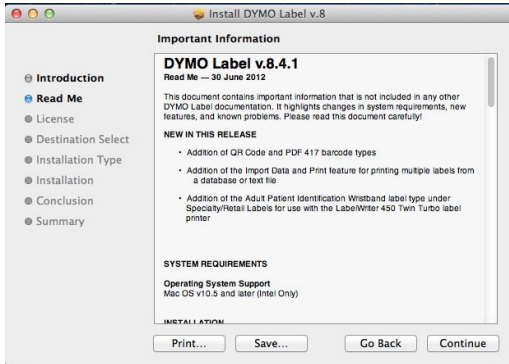 Install DYMO Label v.8
Important Information
Introduction
Read Me
License
Destination Select
Installation Type
Installation
Conclusion
Summary
DYMO Label v.8.4.1
Read Me — 30 June 2012
This document contains important information that is not included in any other
DYMO Label documentation. It highlights changes in system requirements, new
features, and known problems. Please read this document carefully!
NEW IN THIS RELEASE
• Addition of QR Code and PDF 417 barcode types
• Addition of the Import Data and Print feature for printing multiple labels from
a database or text file
• Addition of the Adult Patient Identification Wristband label type under
Specialty/Retail Labels for use with the LabelWriter 450 Twin Turbo label
printer
SYSTEM REQUIREMENTS
Operating System Support
Mac OS v10.5 and later (Intel Only)
INSTALLATION
Print...
Save...
Go Back
Continue